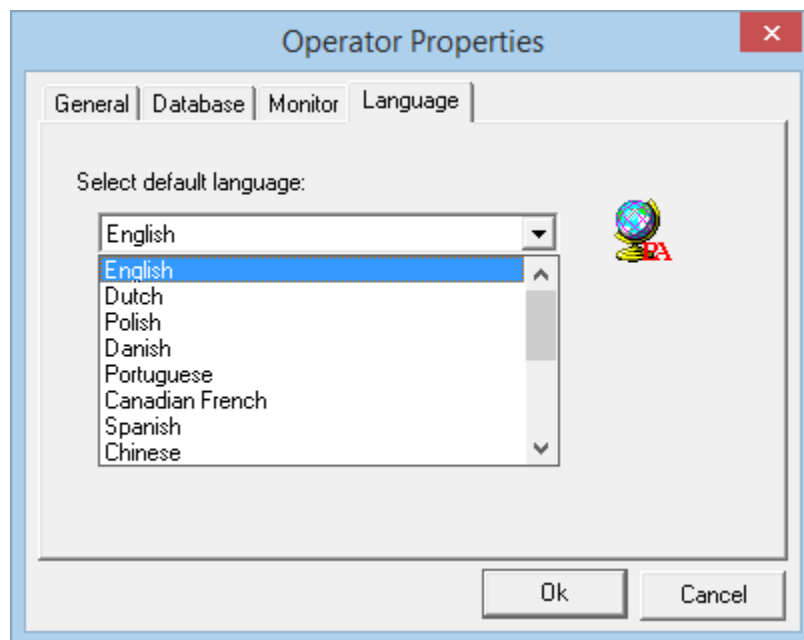 Operator Properties
General Database Monitor Language
Select default language:
English
English
Dutch
Polish
Danish
Portuguese
Canadian French
Spanish
Chinese
PA
Ok Cancel